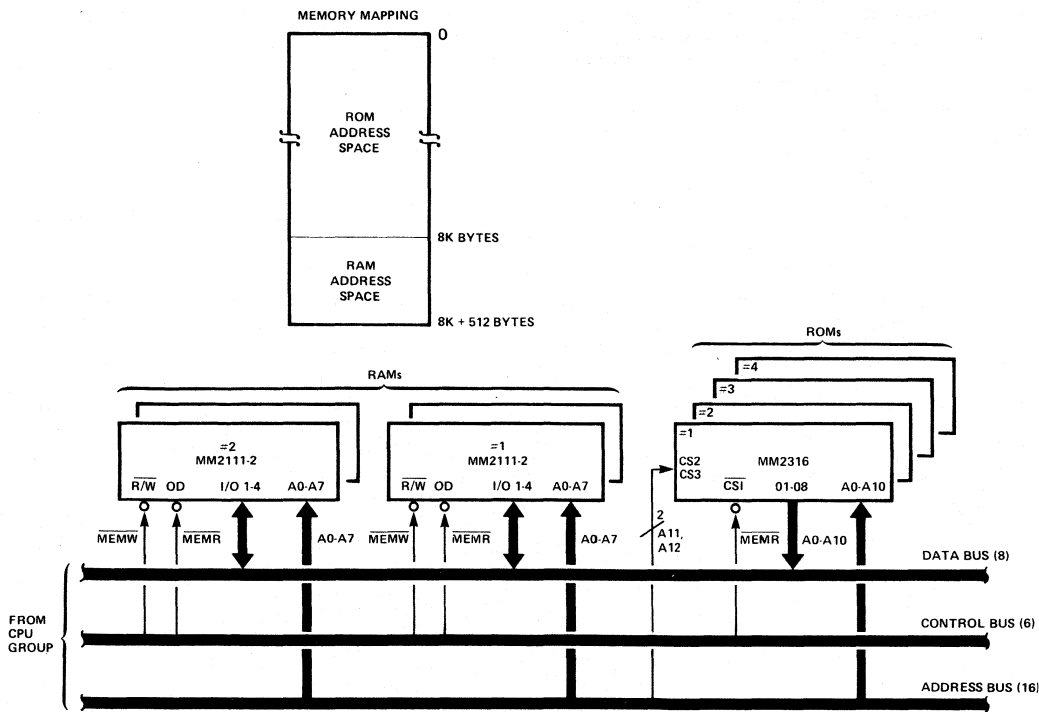 MEMORY MAPPING
0
ROM
ADDRESS
SPACE
8K BYTES
RAM
ADDRESS
SPACE
8K + 512 BYTES
RAMs
ROMs
=2
MM2111-2
R/W OD I/O 1-4 A0-A7
=1
MM2111-2
R/W OD I/O 1-4 A0-A7
=4
=3
=2
=1
CS2
CS3
MM2316
CSI 01-08 A0-A10
MEMW
MEMR
A0-A7
MEMW
MEMR
A0-A7
2
A11,
A12
MEMR
A0-A10
DATA BUS (8)
FROM
CPU
GROUP
CONTROL BUS (6)
ADDRESS BUS (16)